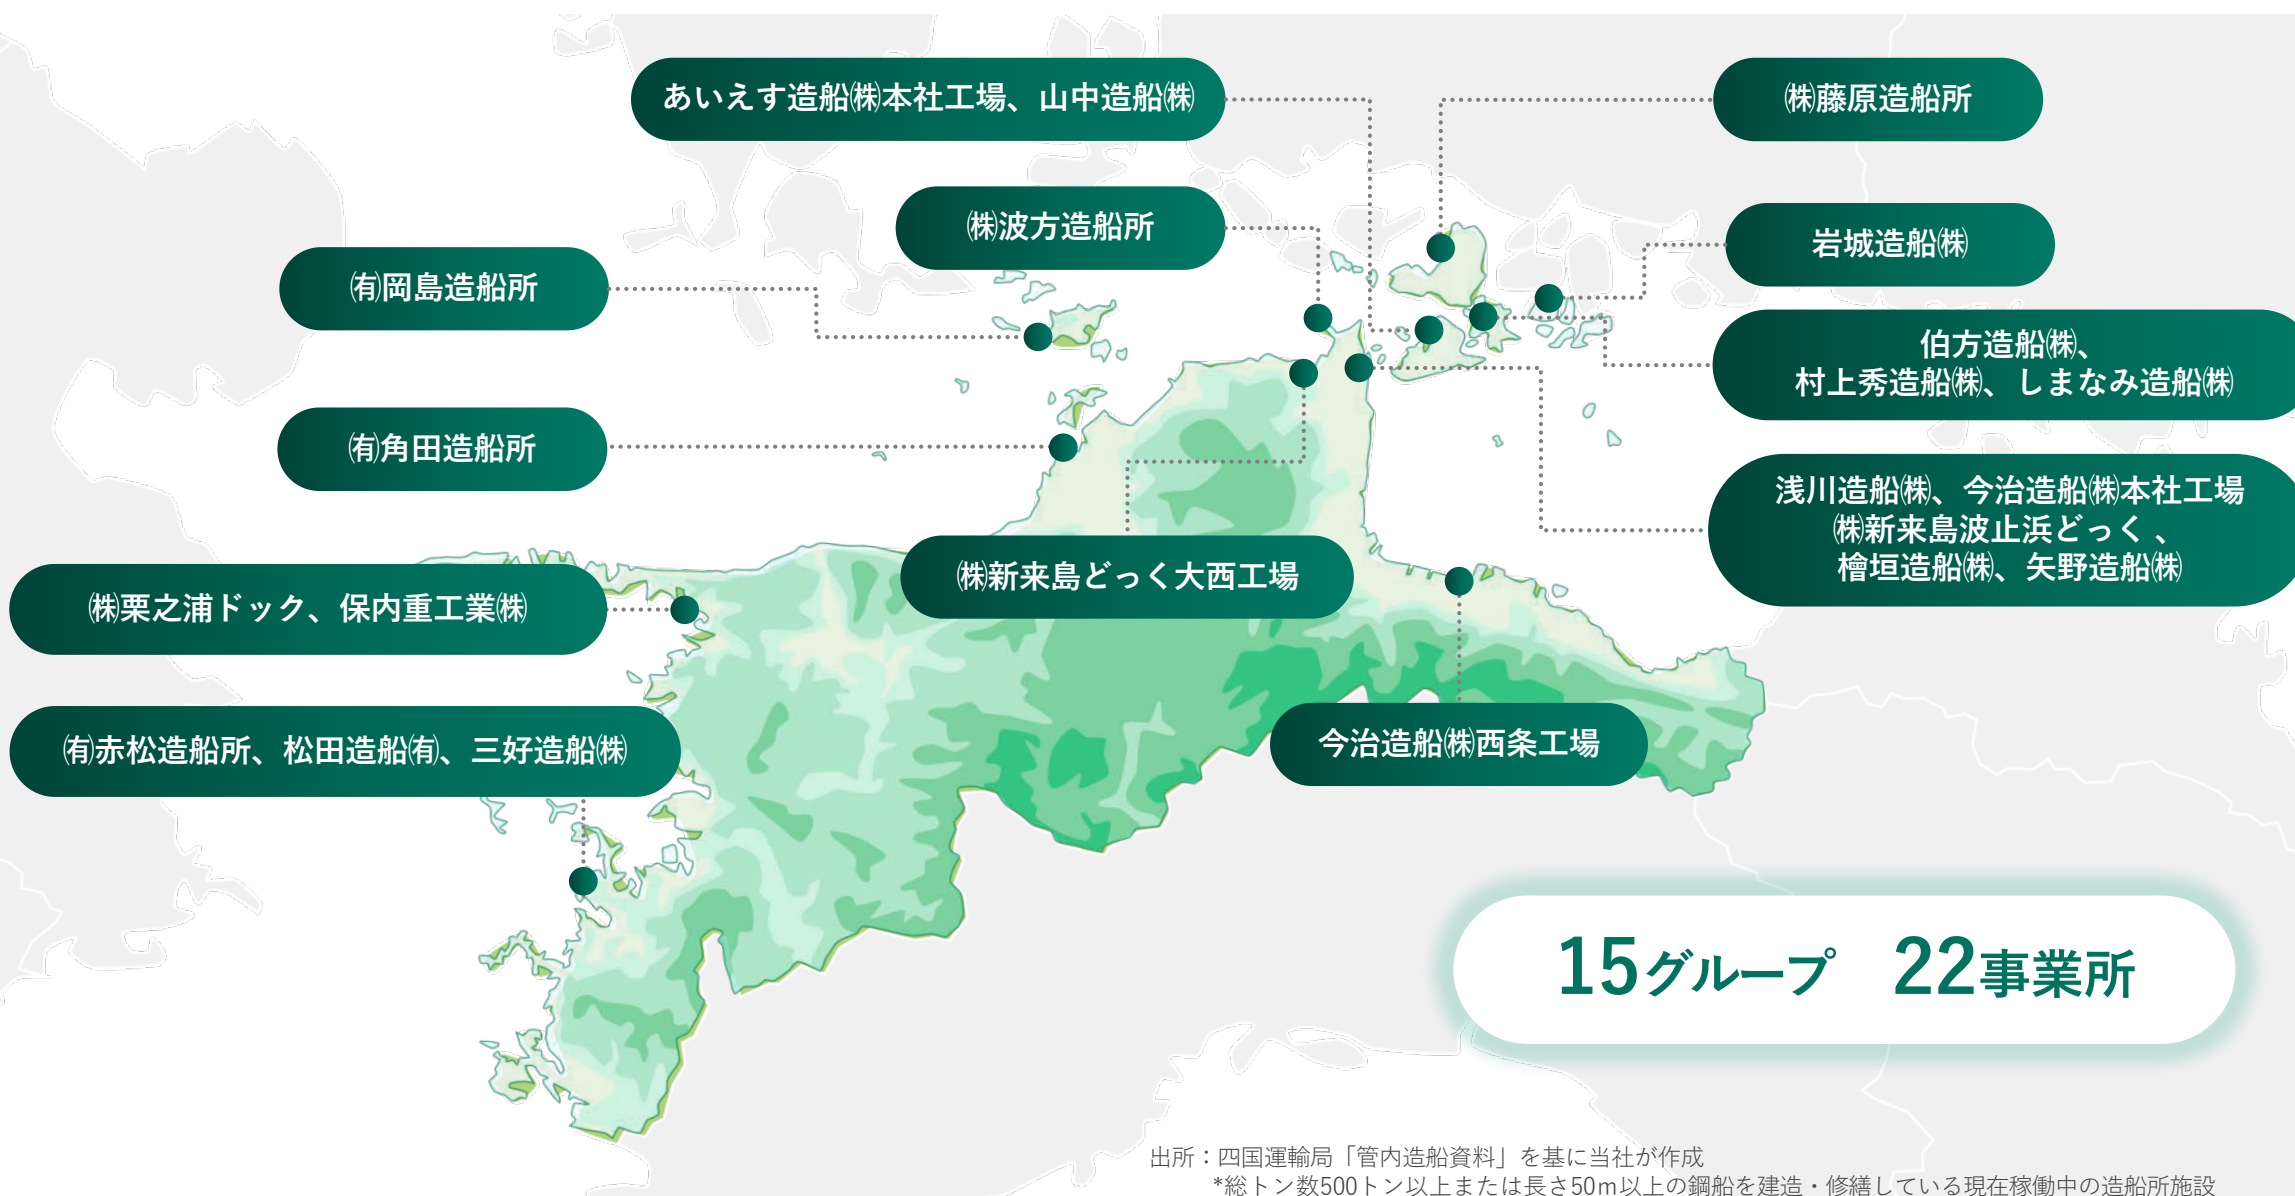 あいえす造船㈱本社工場、山中造船㈱
㈱藤原造船所
㈱波方造船所
岩城造船㈱
㈲岡島造船所
伯方造船㈱、
村上秀造船㈱、しまなみ造船㈱
㈲角田造船所
浅川造船㈱、今治造船㈱本社工場
㈱新来島波止浜どっく 、
檜垣造船㈱、矢野造船㈱
㈱新来島どっく大西工場
㈱栗之浦ドック、保内重工業㈱
㈲赤松造船所、松田造船㈲、三好造船㈱
今治造船㈱西条工場
15グループ　22事業所
出所：四国運輸局「管内造船資料」を基に当社が作成
*総トン数500トン以上または長さ50m以上の鋼船を建造・修繕している現在稼働中の造船所施設